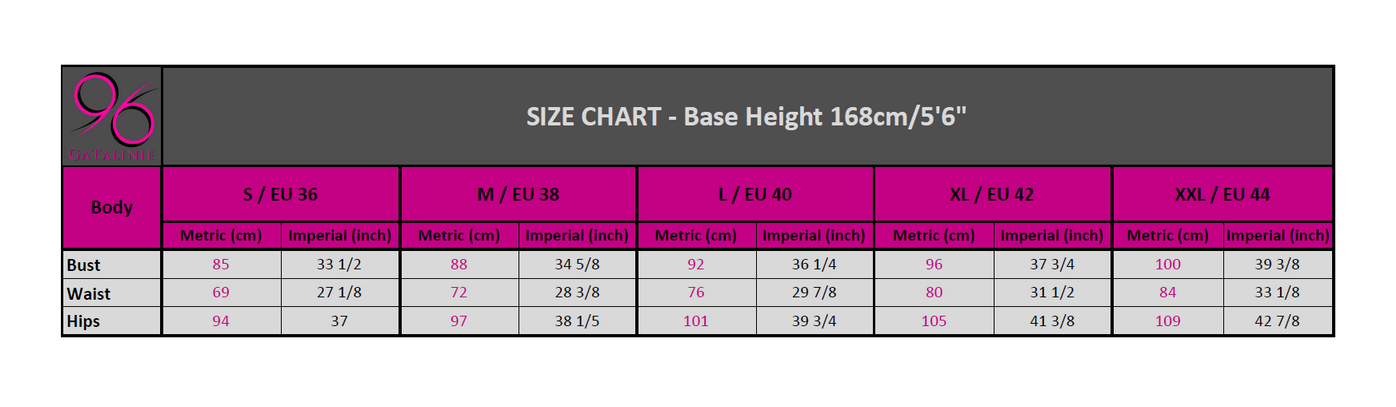 96
GATALINIE
SIZE CHART - Base Height 168cm/5'6"
Body S / EU 36 M / EU 38 L / EU 40 XL / EU 42 XXL / EU 44
Metric (cm) Imperial (inch) Metric (cm) Imperial (inch) Metric (cm) Imperial (inch) Metric (cm) Imperial (inch) Metric (cm) Imperial (inch)
Bust 85 33 1/2 88 34 5/8 92 36 1/4 96 37 3/4 100 39 3/8
Waist 69 27 1/8 72 28 3/8 76 29 7/8 80 31 1/2 84 33 1/8
Hips 94 37 97 38 1/5 101 39 3/4 105 41 3/8 109 42 7/8